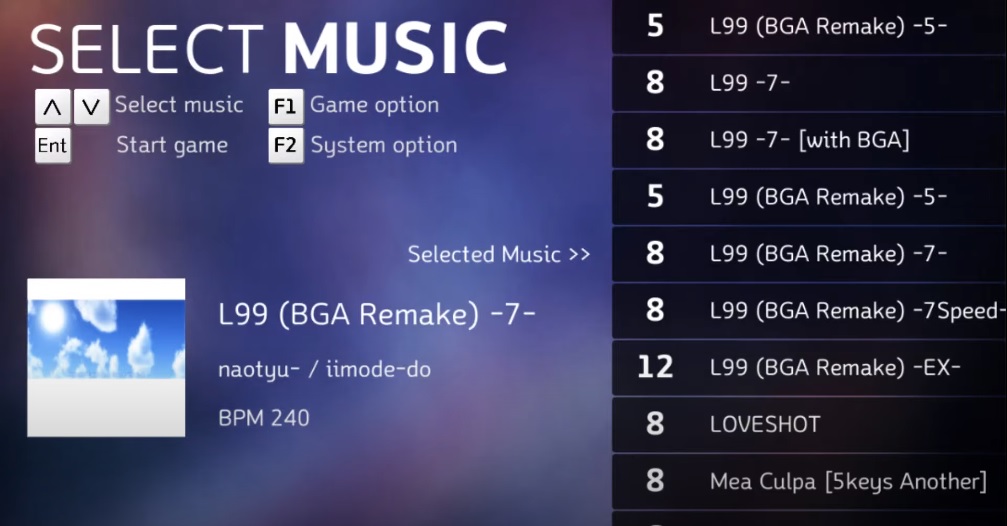 SELECT MUSIC
Λ V Select music F1 Game option
Ent Start game F2 System option
Selected Music >>
L99 (BGA Remake) -7-
naotyu- / iimode-do
BPM 240
5 L99 (BGA Remake) -5-
8 L99 -7-
8 L99 -7- [with BGA]
5 L99 (BGA Remake) -5-
8 L99 (BGA Remake) -7-
8 L99 (BGA Remake) -7Speed-
12 L99 (BGA Remake) -EX-
8 LOVESHOT
8 Mea Culpa [5keys Another]